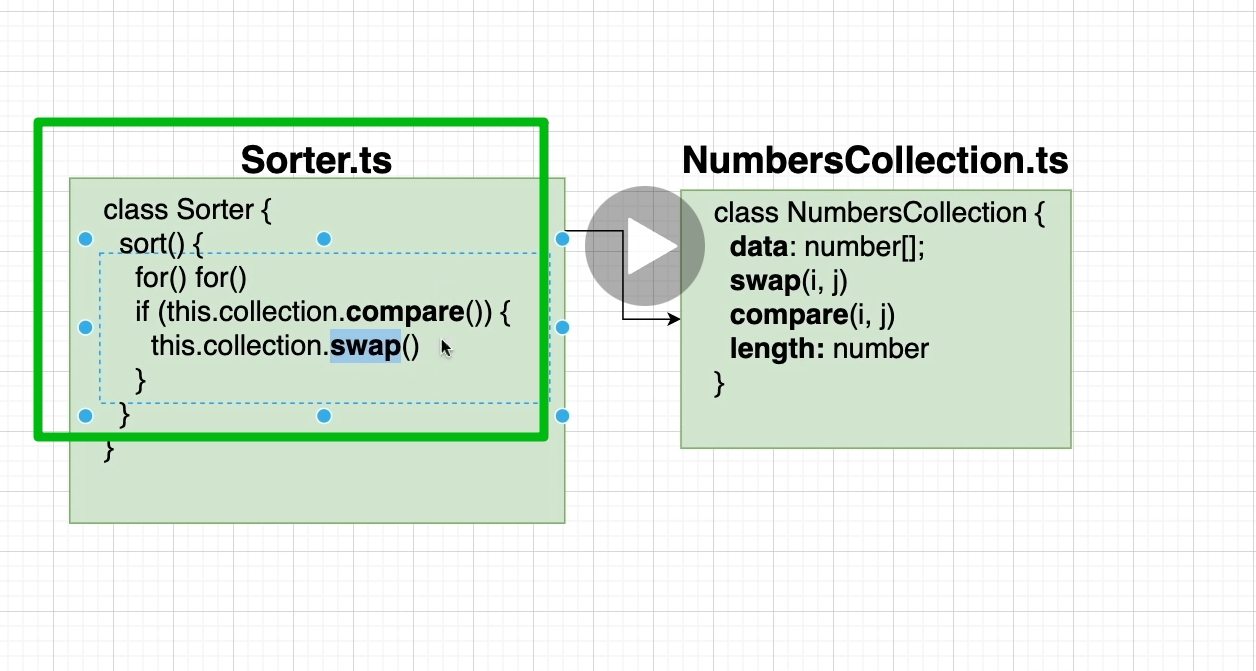 Sorter.ts
class Sorter {
sort() {
for() for()
if (this.collection.compare()) {
this.collection.swap()
}
}
}
NumbersCollection.ts
class NumbersCollection {
data: number[];
swap(i, j)
compare(i, j)
length: number
}